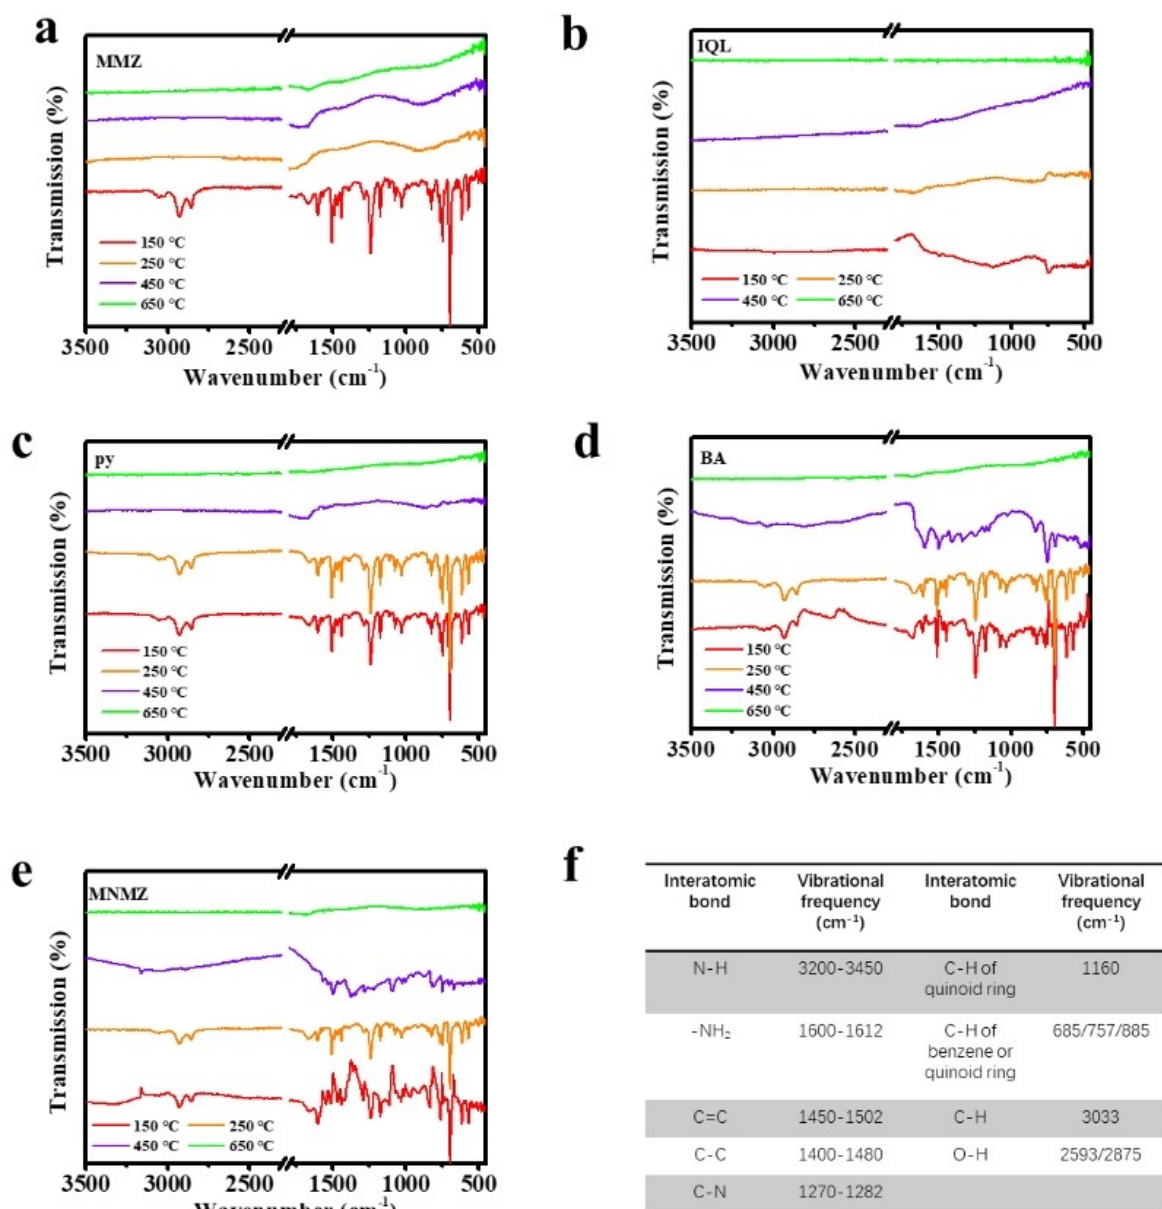 a
MMZ
Transmission (%)
150 °C
250 °C
450 °C
650 °C
3500 3000 2500 1500 1000 500
Wavenumber (cm-1)
b
IQL
Transmission (%)
150 °C 250 °C
450 °C 650 °C
3500 3000 2500 1500 1000 500
Wavenumber (cm-1)
c
py
Transmission (%)
150 °C
250 °C
450 °C
650 °C
3500 3000 2500 1500 1000 500
Wavenumber (cm-1)
d
BA
Transmission (%)
150 °C
250 °C
450 °C
650 °C
3500 3000 2500 1500 1000 500
Wavenumber (cm-1)
e
MNMZ
Transmission (%)
150 °C 250 °C
450 °C 650 °C
3500 3000 2500 1500 1000 500
Wavenumber (cm-1)
f
Interatomic Vibrational Interatomic Vibrational
bond frequency bond frequency
(cm-1) (cm-1)
N-H 3200-3450 C-H of 1160
quinoid ring
-NH2 1600-1612 C-H of 685/757/885
benzene or
quinoid ring
C=C 1450-1502 C-H 3033
C-C 1400-1480 O-H 2593/2875
C-N 1270-1282